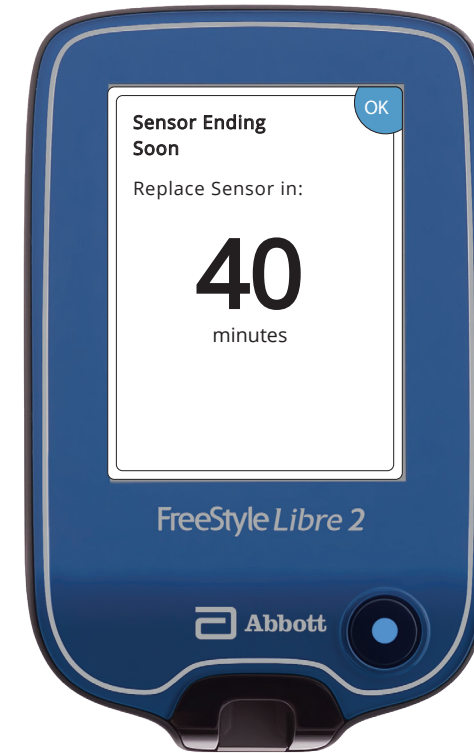 OK
Sensor Ending
Soon
Replace Sensor in:
40
minutes
FreeStyle Libre 2
Abbott